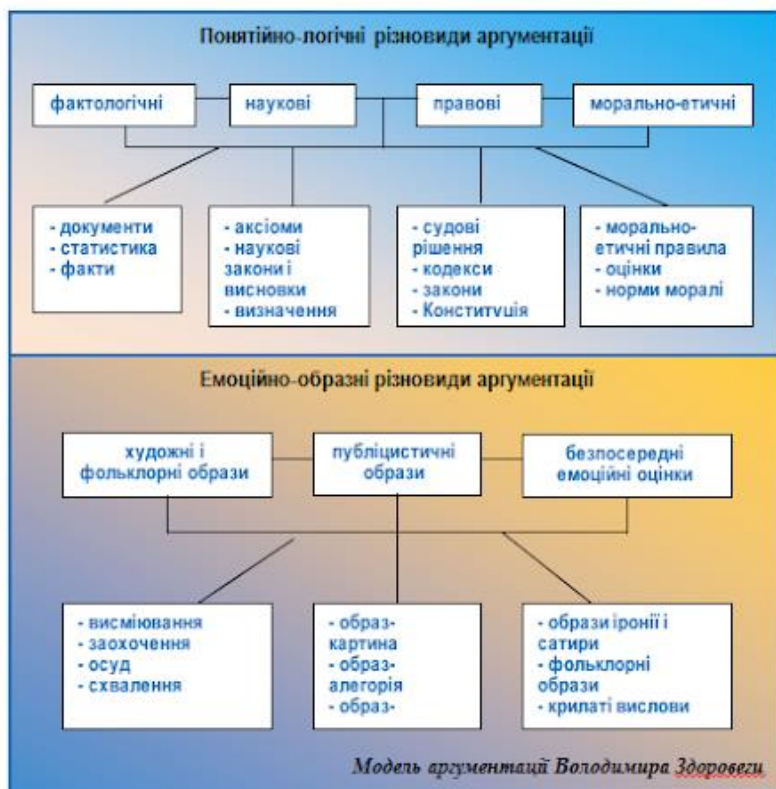 Понятійно-логічні різновиди аргументації
фактологічні
наукові
правові
морально-етичні
- документи
- статистика
- факти
- аксіоми
- наукові
закони і
висновки
- визначення
- судові
рішення
- кодекси
- закони
- Конституція
- морально-
етичні правила
- оцінки
- норми моралі
Емоційно-образні різновиди аргументації
художні і
фольклорні образи
публіцистичні
образи
безпосередні
емоційні оцінки
- висміювання
- заохочення
- осуд
- схвалення
- образ-
картина
- образ-
алегорія
- образ-
- образи іронії і
сатири
- фольклорні
образи
- крилаті вислови
Модель аргументації Володимира Здоровеги